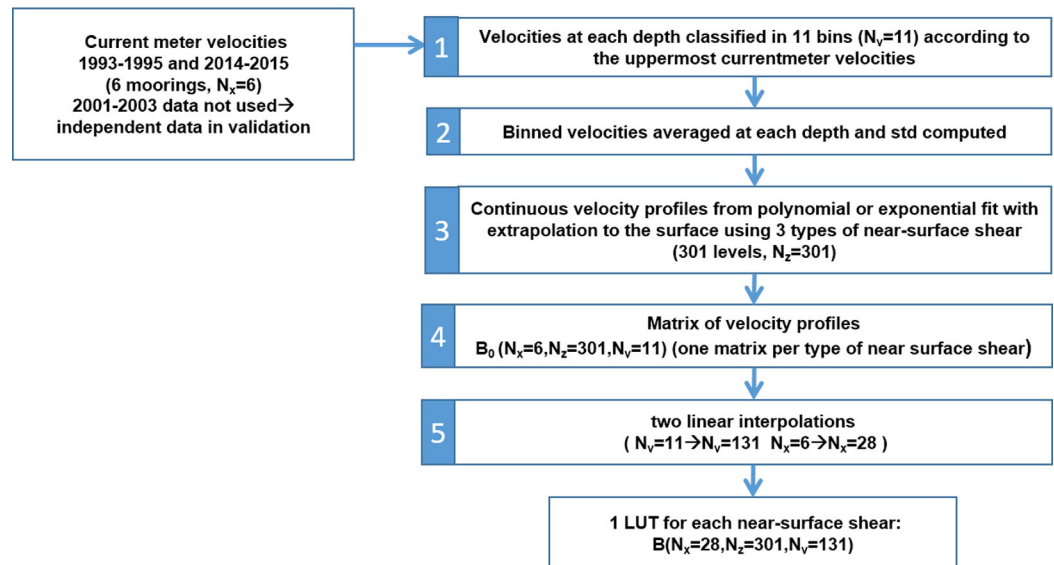 Current meter velocities
1993-1995 and 2014-2015
(6 moorings, Nₓ=6)
2001-2003 data not used→
independent data in validation
1
Velocities at each depth classified in 11 bins (Nᵥ=11) according to
the uppermost currentmeter velocities
2
Binned velocities averaged at each depth and std computed
3
Continuous velocity profiles from polynomial or exponential fit with
extrapolation to the surface using 3 types of near-surface shear
(301 levels, N_z=301)
4
Matrix of velocity profiles
B₀ (Nₓ=6,N_z=301,Nᵥ=11) (one matrix per type of near surface shear)
5
two linear interpolations
( Nᵥ=11→Nᵥ=131 Nₓ=6→Nₓ=28 )
1 LUT for each near-surface shear:
B(Nₓ=28,N_z=301,Nᵥ=131)